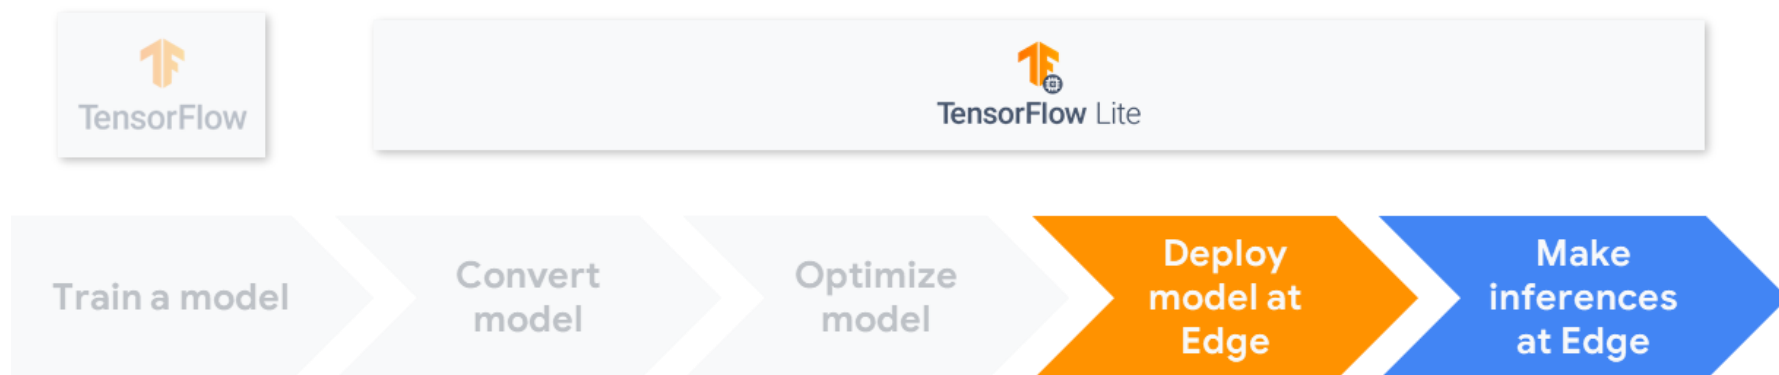 TensorFlow
TensorFlow Lite
Train a model
Convert
model
Optimize
model
Deploy
model at
Edge
Make
inferences
at Edge